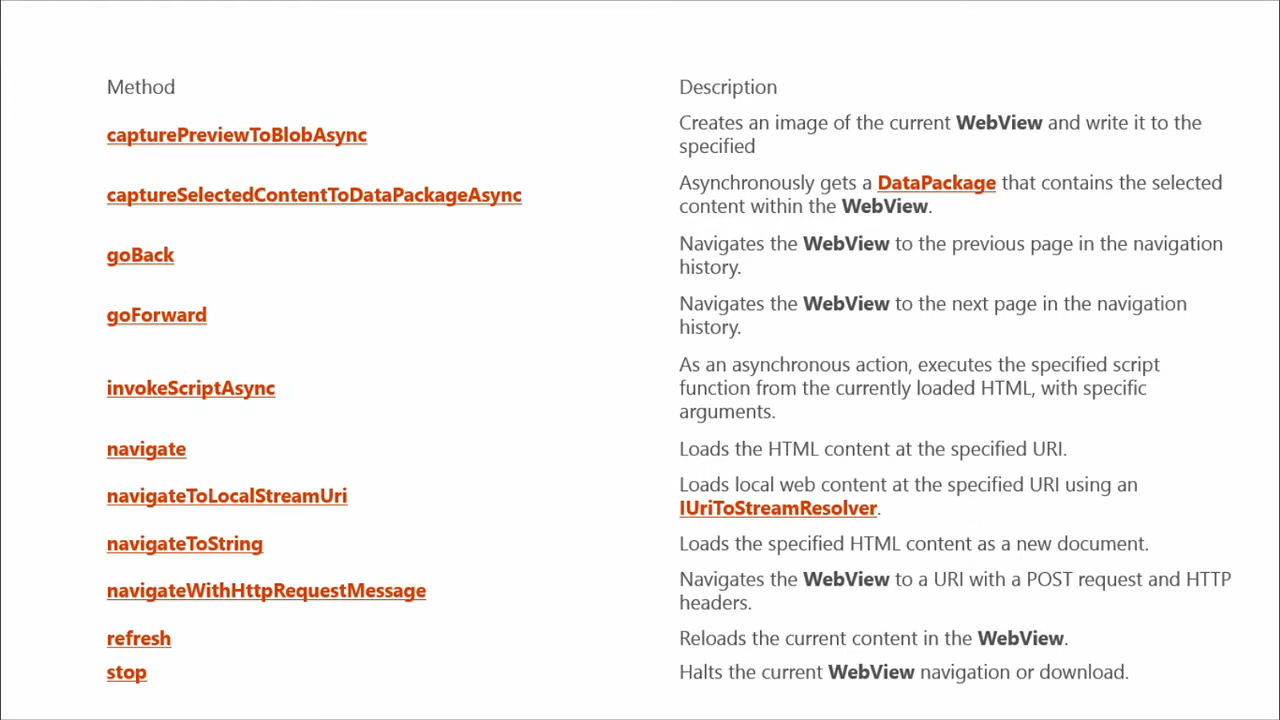 Method Description
capturePreviewToBlobAsync Creates an image of the current WebView and write it to the
specified
captureSelectedContentToDataPackageAsync Asynchronously gets a DataPackage that contains the selected
content within the WebView.
goBack Navigates the WebView to the previous page in the navigation
history.
goForward Navigates the WebView to the next page in the navigation
history.
invokeScriptAsync As an asynchronous action, executes the specified script
function from the currently loaded HTML, with specific
arguments.
navigate Loads the HTML content at the specified URI.
navigateToLocalStreamUri Loads local web content at the specified URI using an
IUriToStreamResolver.
navigateToString Loads the specified HTML content as a new document.
navigateWithHttpRequestMessage Navigates the WebView to a URI with a POST request and HTTP
headers.
refresh Reloads the current content in the WebView.
stop Halts the current WebView navigation or download.